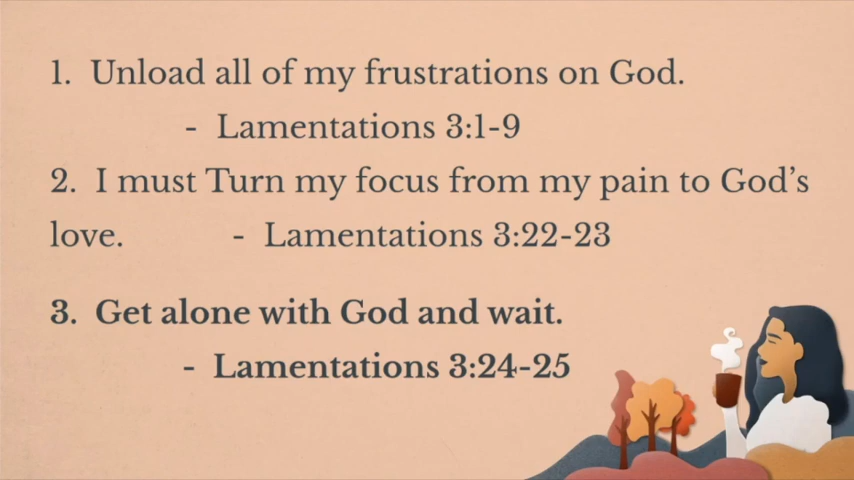 1. Unload all of my frustrations on God.
- Lamentations 3:1-9
2. I must Turn my focus from my pain to God’s
love. - Lamentations 3:22-23
3. Get alone with God and wait.
- Lamentations 3:24-25